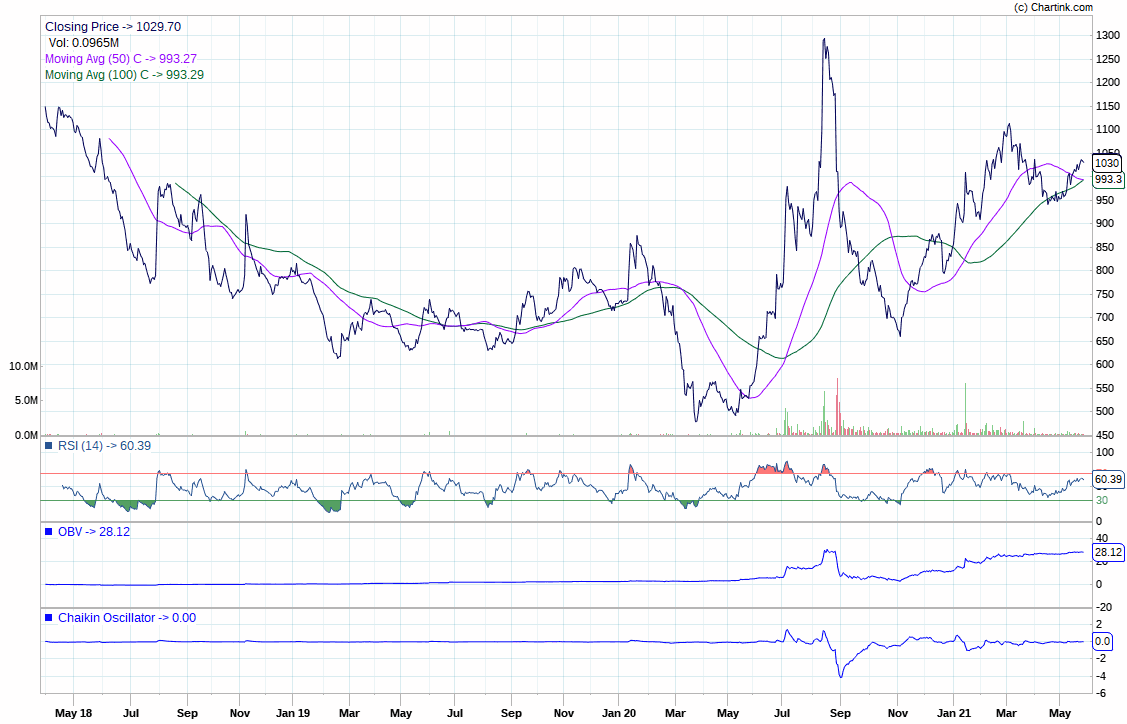 (c) Chartink.com
Closing Price -> 1029.70
Vol: 0.0965M
Moving Avg (50) C -> 993.27
Moving Avg (100) C -> 993.29
1300
1250
1200
1150
1100
1050
1030
993.3
950
900
850
800
750
700
650
600
550
500
450
10.0M
5.0M
0.0M
RSI (14) -> 60.39
100
60.39
30
0
OBV -> 28.12
40
28.12
20
0
-20
Chaikin Oscillator -> 0.00
2
0.0
-2
-4
-6
May 18 Jul Sep Nov Jan 19 Mar May Jul Sep Nov Jan 20 Mar May Jul Sep Nov Jan 21 Mar May